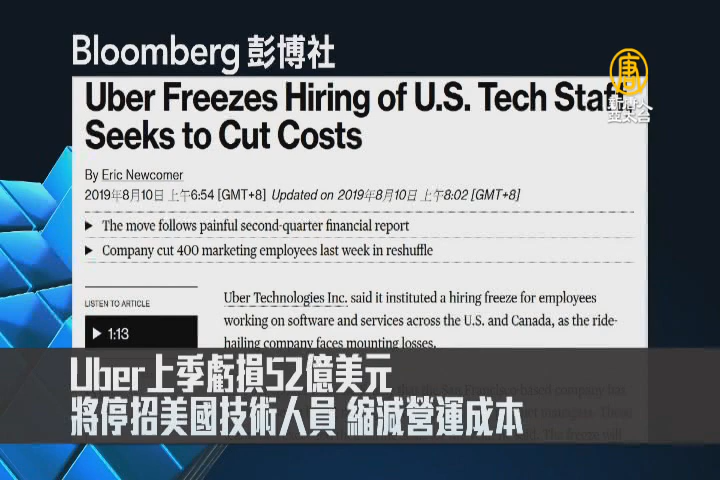 Bloomberg 彭博社
唐
新唐人
亞太台
Uber Freezes Hiring of U.S. Tech Staff,
Seeks to Cut Costs
By Eric Newcomer
2019年8月10日 上午6:54 [GMT+8] Updated on 2019年8月10日 上午8:02 [GMT+8]
▶ The move follows painful second-quarter financial report
▶ Company cut 400 marketing employees last week in reshuffle
LISTEN TO ARTICLE
▶ 1:13
Uber Technologies Inc. said it instituted a hiring freeze for employees
working on software and services across the U.S. and Canada, as the ride-
hailing company faces mounting losses.
Uber上季虧損52億美元
將停招美國技術人員 縮減營運成本